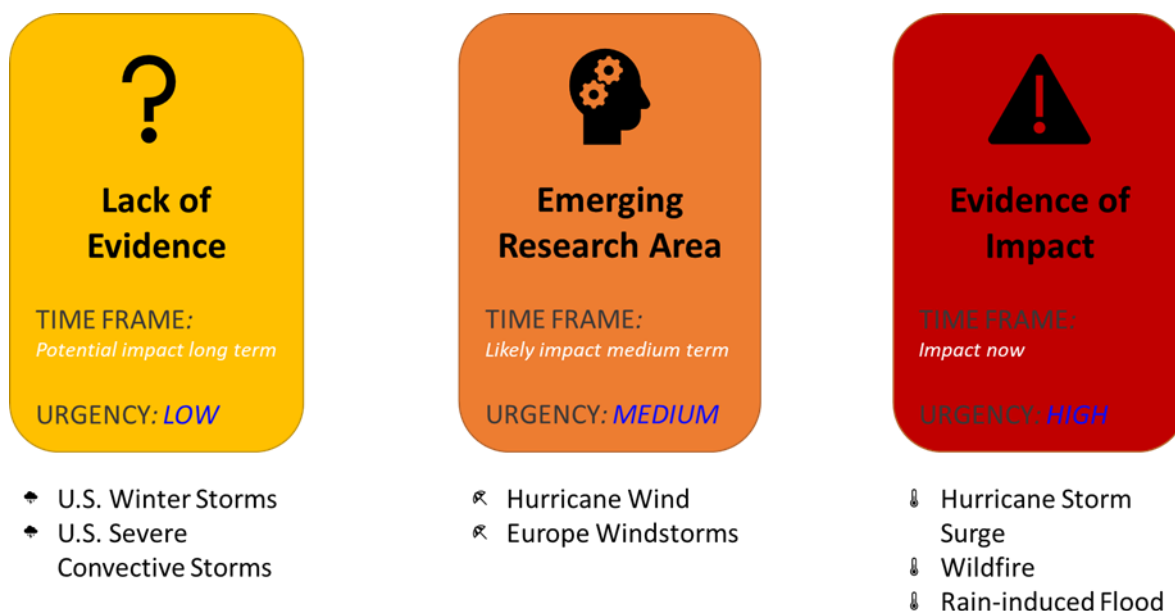 Lack of
Evidence
TIME FRAME:
Potential impact long term
URGENCY: LOW
U.S. Winter Storms
U.S. Severe
Convective Storms
Emerging
Research Area
TIME FRAME:
Likely impact medium term
URGENCY: MEDIUM
Hurricane Wind
Europe Windstorms
Evidence of
Impact
TIME FRAME:
Impact now
URGENCY: HIGH
Hurricane Storm
Surge
Wildfire
Rain-induced Flood